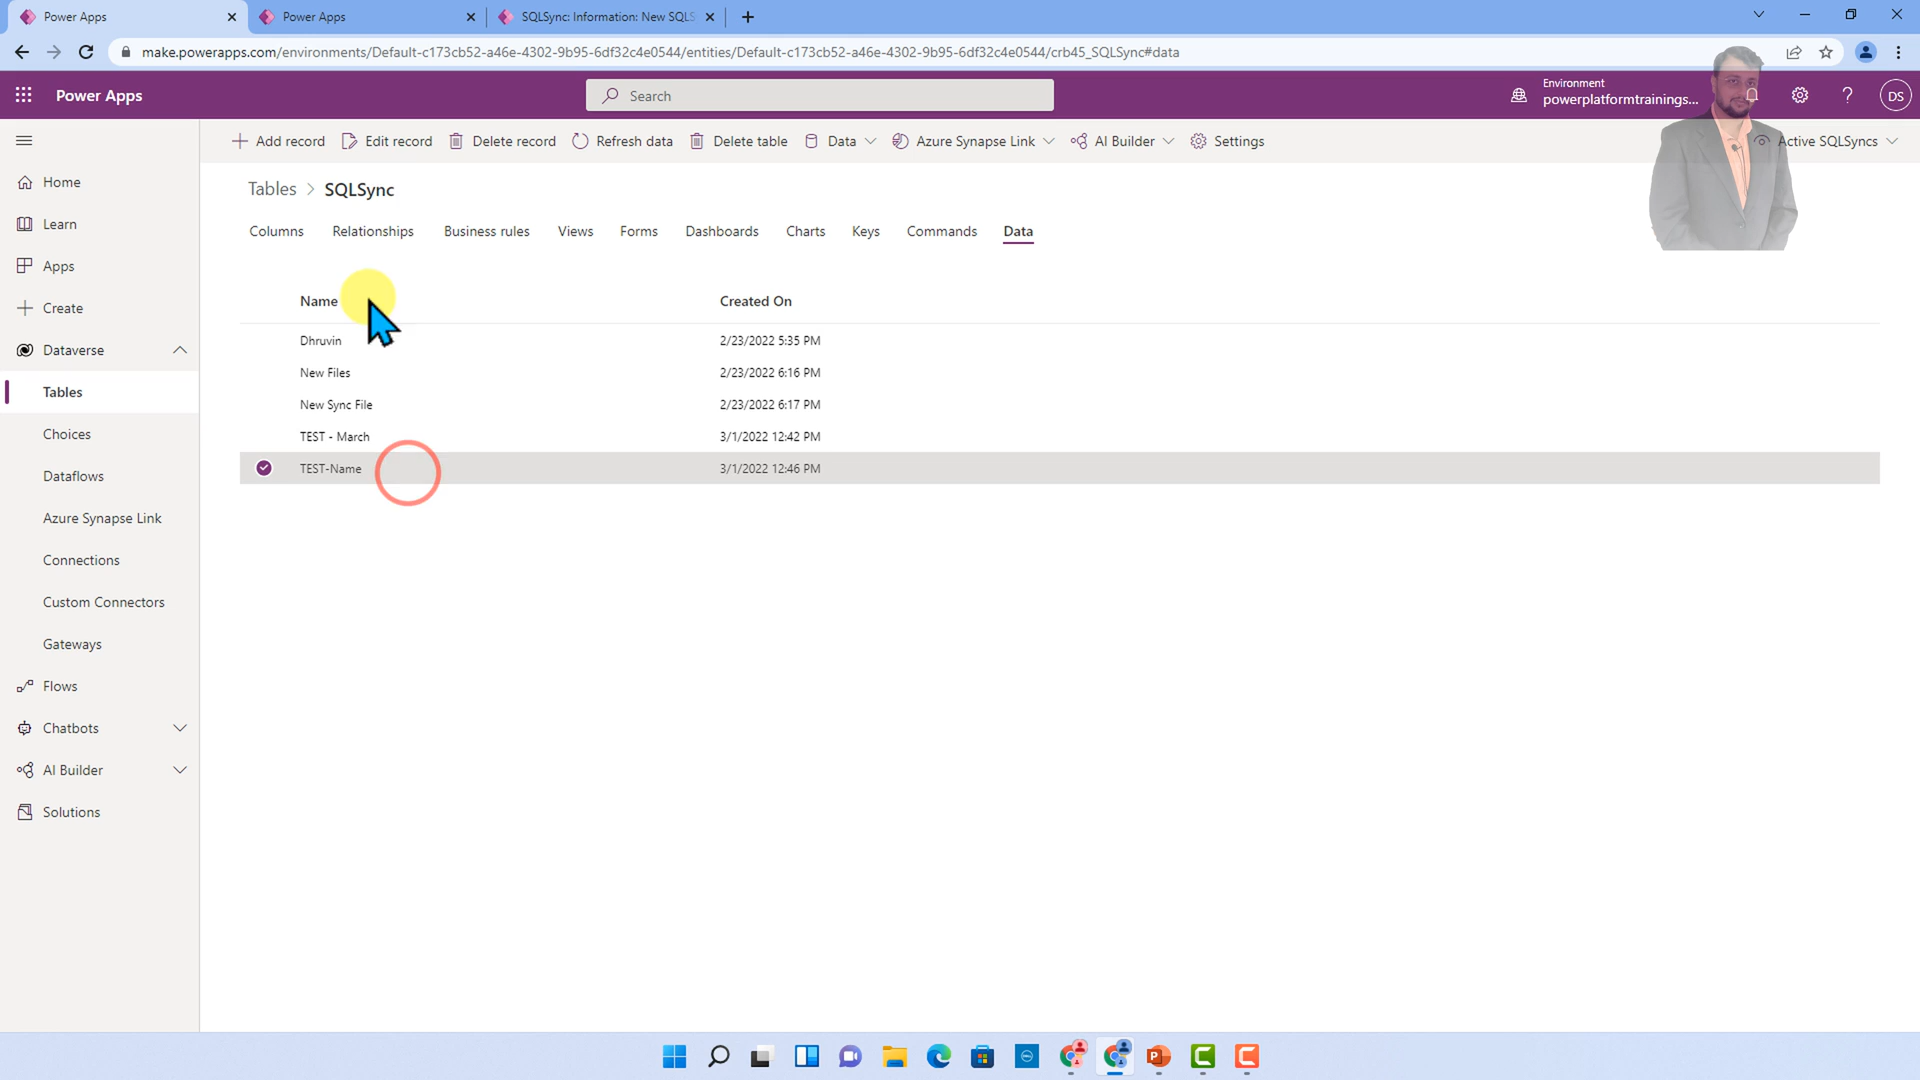 Power Apps
Power Apps
SQLSync: Information: New SQLS
make.powerapps.com/environments/Default-c173cb52-a46e-4302-9b95-6df32c4e0544/entities/Default-c173cb52-a46e-4302-9b95-6df32c4e0544/crb45_SQLSync#data
Power Apps
Search
Environment
powerplatformtrainings...
DS
Add record
Edit record
Delete record
Refresh data
Delete table
Data
Azure Synapse Link
AI Builder
Settings
Active SQLSyncs
Home
Learn
Apps
Create
Dataverse
Tables
Choices
Dataflows
Azure Synapse Link
Connections
Custom Connectors
Gateways
Flows
Chatbots
AI Builder
Solutions
Tables > SQLSync
Columns
Relationships
Business rules
Views
Forms
Dashboards
Charts
Keys
Commands
Data
Name Created On
Dhruvin 2/23/2022 5:35 PM
New Files 2/23/2022 6:16 PM
New Sync File 2/23/2022 6:17 PM
TEST - March 3/1/2022 12:42 PM
TEST-Name 3/1/2022 12:46 PM